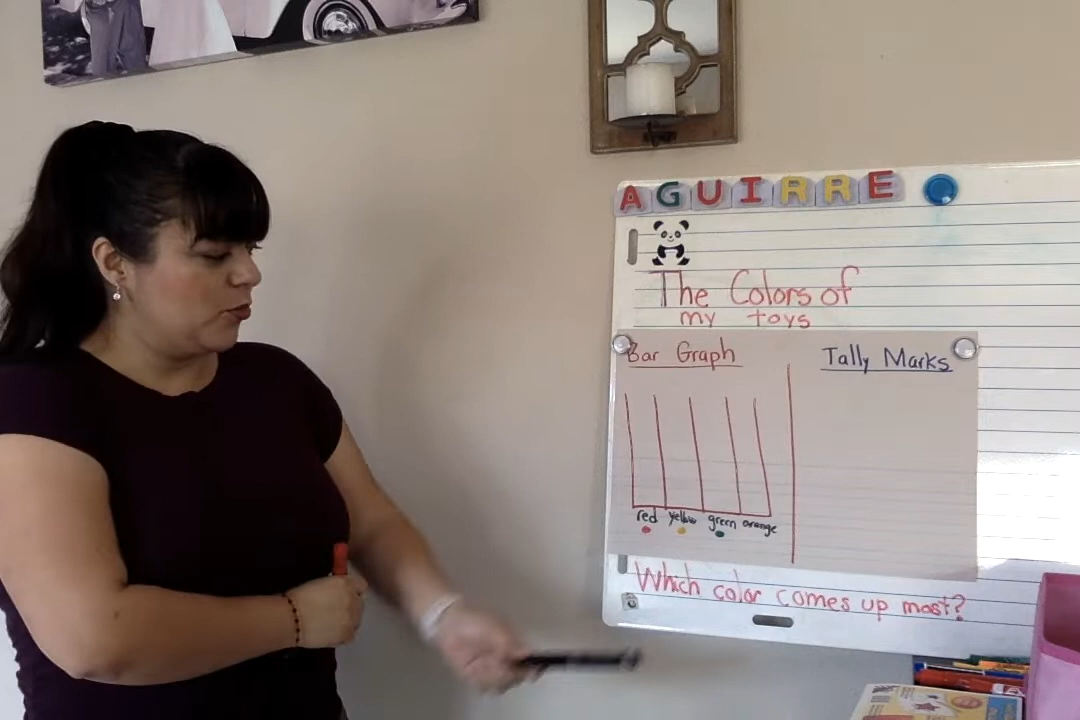 AGUIRRE
The Colors of
my toys
Bar Graph
Tally Marks
red yellow green orange
Which color comes up most?